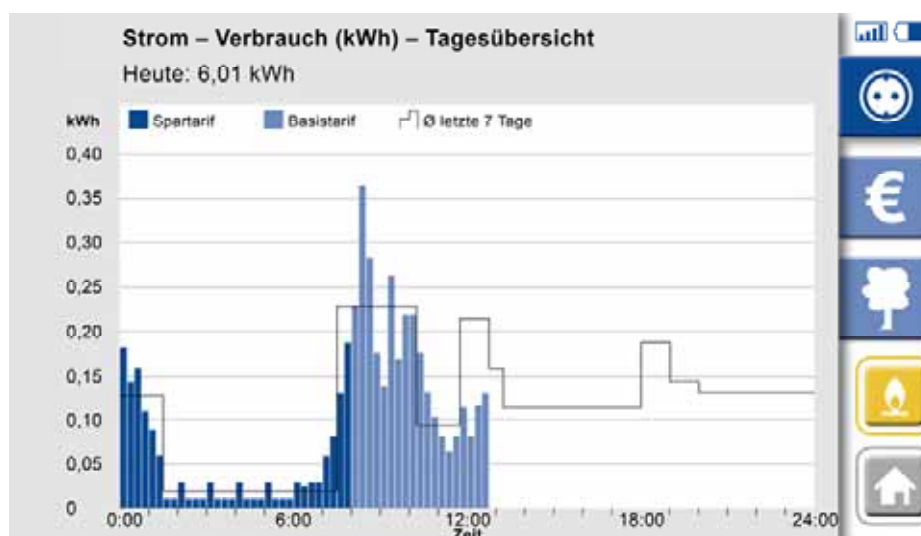 Strom – Verbrauch (kWh) – Tagesübersicht
Heute: 6,01 kWh
kWh Spartarif Basistarif Ø letzte 7 Tage
0,40
0,35
0,30
0,25
0,20
0,15
0,10
0,05
0
0:00 6:00 12:00 18:00 24:00
Zeit
€